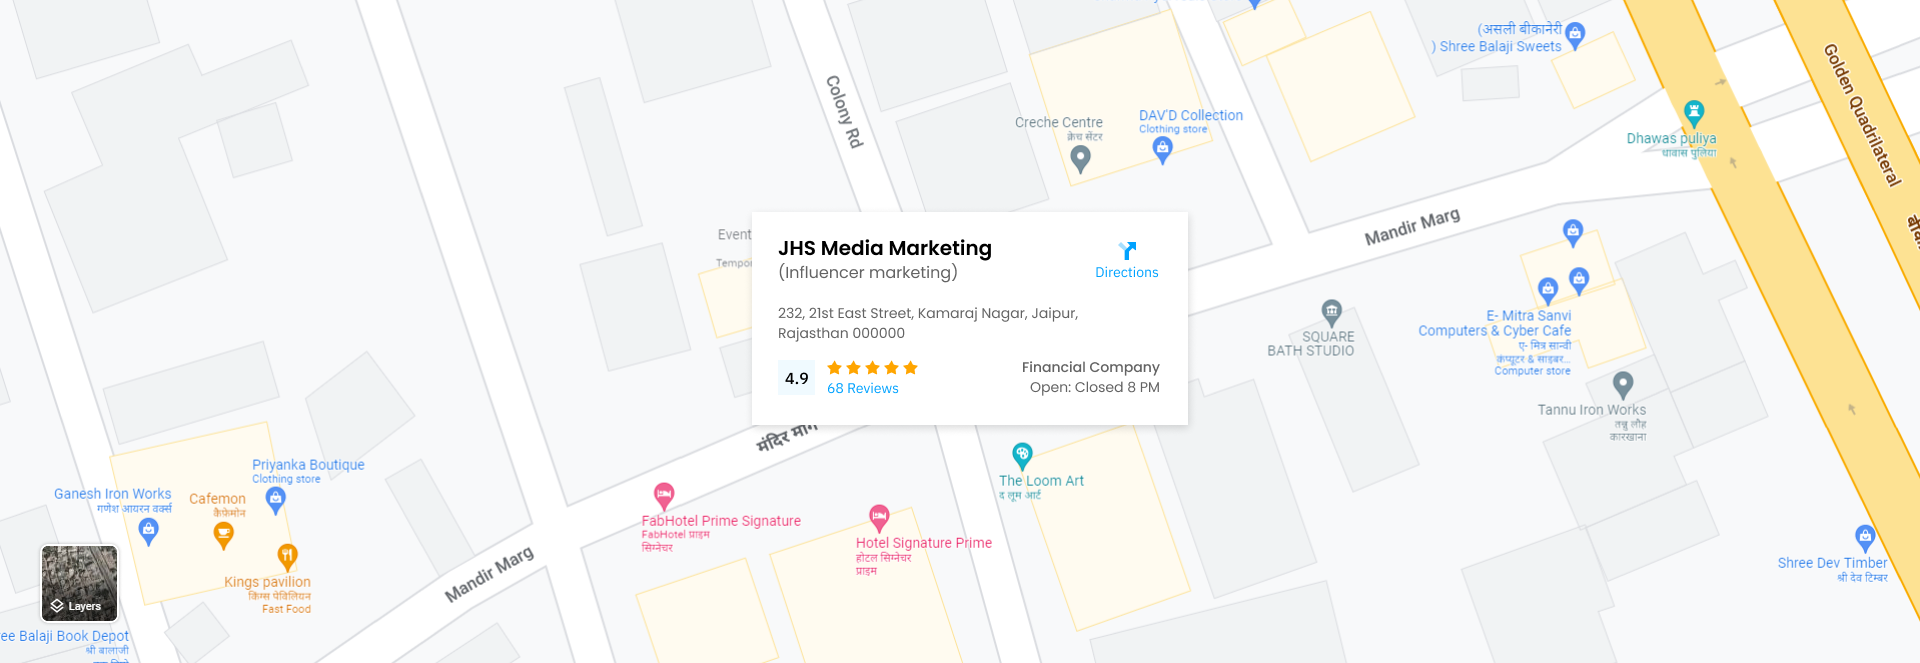 (असली बीकानेरी
) Shree Balaji Sweets
Golden Quadrilateral
Colony Rd
Creche Centre
क्रेच सेंटर
DAV'D Collection
Clothing store
Dhawas puliya
धावास पुलिया
Mandir Marg
Event
JHS Media Marketing
(Influencer marketing)
Directions
232, 21st East Street, Kamaraj Nagar, Jaipur,
Rajasthan 000000
4.9
68 Reviews
Financial Company
Open: Closed 8 PM
SQUARE
BATH STUDIO
E- Mitra Sanvi
Computers & Cyber Cafe
ए- मित्र सान्वी
कंप्यूटर & साइबर...
Computer store
Tannu Iron Works
तन्नू लौह
कारखाना
मंदिर मार्ग
Priyanka Boutique
Clothing store
Ganesh Iron Works
गणेश आयरन वर्क्स
Cafemon
कैफेमोन
The Loom Art
द लूम आर्ट
FabHotel Prime Signature
FabHotel प्राइम
सिग्नेचर
Hotel Signature Prime
होटल सिग्नेचर
प्राइम
Kings pavilion
किंग्स पेविलियन
Fast Food
Mandir Marg
Shree Dev Timber
श्री देव टिम्बर
Layers
ree Balaji Book Depot
श्री बालाजी